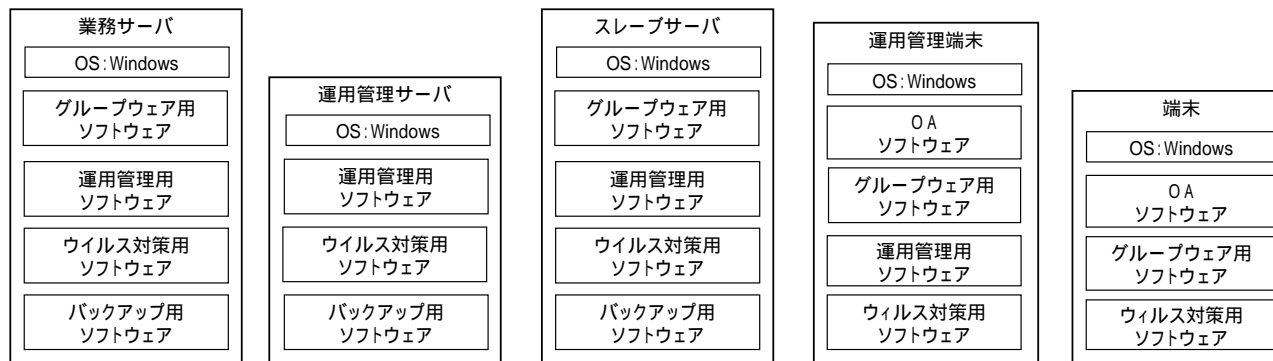 業務サーバ
OS:Windows
グループウェア用
ソフトウェア
運用管理用
ソフトウェア
ウイルス対策用
ソフトウェア
バックアップ用
ソフトウェア
運用管理サーバ
OS:Windows
運用管理用
ソフトウェア
ウイルス対策用
ソフトウェア
バックアップ用
ソフトウェア
スレーブサーバ
OS:Windows
グループウェア用
ソフトウェア
運用管理用
ソフトウェア
ウイルス対策用
ソフトウェア
バックアップ用
ソフトウェア
運用管理端末
OS:Windows
OA
ソフトウェア
グループウェア用
ソフトウェア
運用管理用
ソフトウェア
ウィルス対策用
ソフトウェア
端末
OS:Windows
OA
ソフトウェア
グループウェア用
ソフトウェア
ウィルス対策用
ソフトウェア